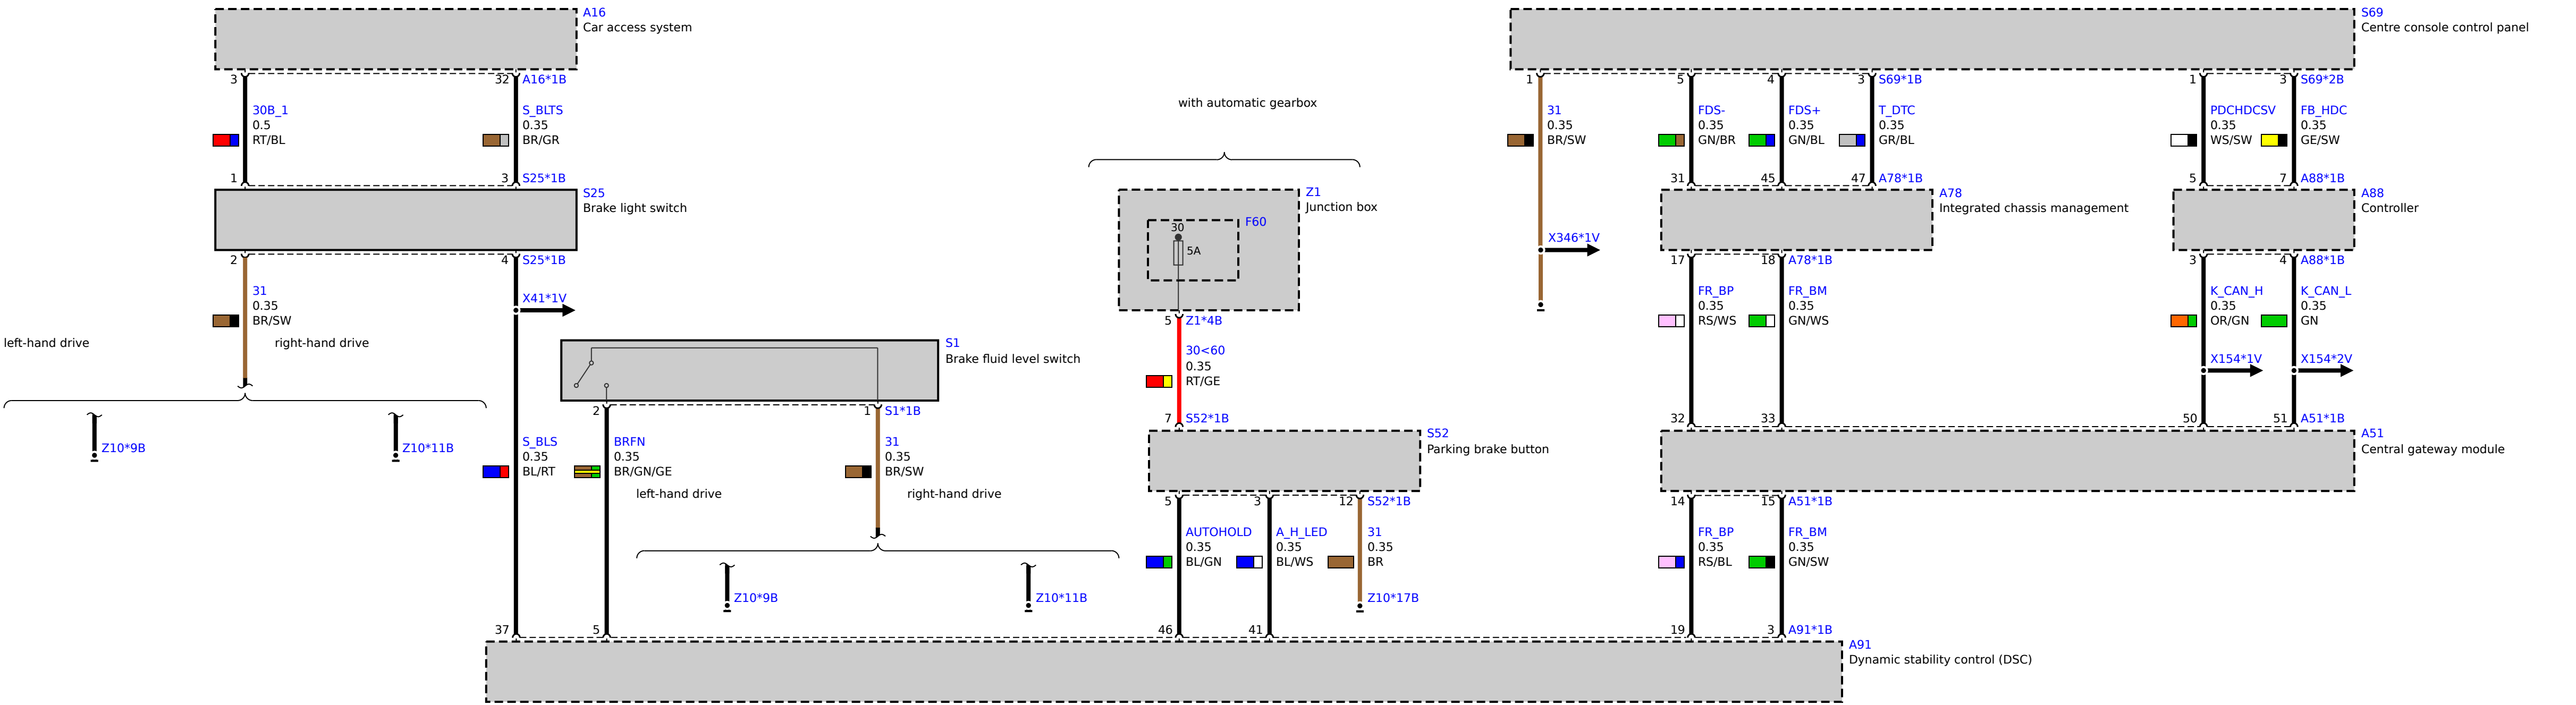 A16
Car access system
S69
Centre console control panel
3
32
A16*1B
1
5
4
3
S69*1B
1
3
S69*2B
30B_1
0.5
RT/BL
S_BLTS
0.35
BR/GR
with automatic gearbox
31
0.35
BR/SW
FDS-
0.35
GN/BR
FDS+
0.35
GN/BL
T_DTC
0.35
GR/BL
PDCHDCSV
0.35
WS/SW
FB_HDC
0.35
GE/SW
1
3
S25*1B
31
45
47
A78*1B
5
7
A88*1B
S25
Brake light switch
Z1
Junction box
F60
30
5A
A78
Integrated chassis management
A88
Controller
X346*1V
2
4
S25*1B
17
18
A78*1B
3
4
A88*1B
31
0.35
BR/SW
X41*1V
FR_BP
0.35
RS/WS
FR_BM
0.35
GN/WS
K_CAN_H
0.35
OR/GN
K_CAN_L
0.35
GN
5
Z1*4B
left-hand drive
right-hand drive
S1
Brake fluid level switch
30<60
0.35
RT/GE
X154*1V
X154*2V
2
1
S1*1B
7
S52*1B
32
33
50
51
A51*1B
Z10*9B
Z10*11B
S_BLS
0.35
BL/RT
BRFN
0.35
BR/GN/GE
31
0.35
BR/SW
S52
Parking brake button
A51
Central gateway module
left-hand drive
right-hand drive
5
3
12
S52*1B
14
15
A51*1B
AUTOHOLD
0.35
BL/GN
A_H_LED
0.35
BL/WS
31
0.35
BR
FR_BP
0.35
RS/BL
FR_BM
0.35
GN/SW
Z10*9B
Z10*11B
Z10*17B
37
5
46
41
19
3
A91*1B
A91
Dynamic stability control (DSC)